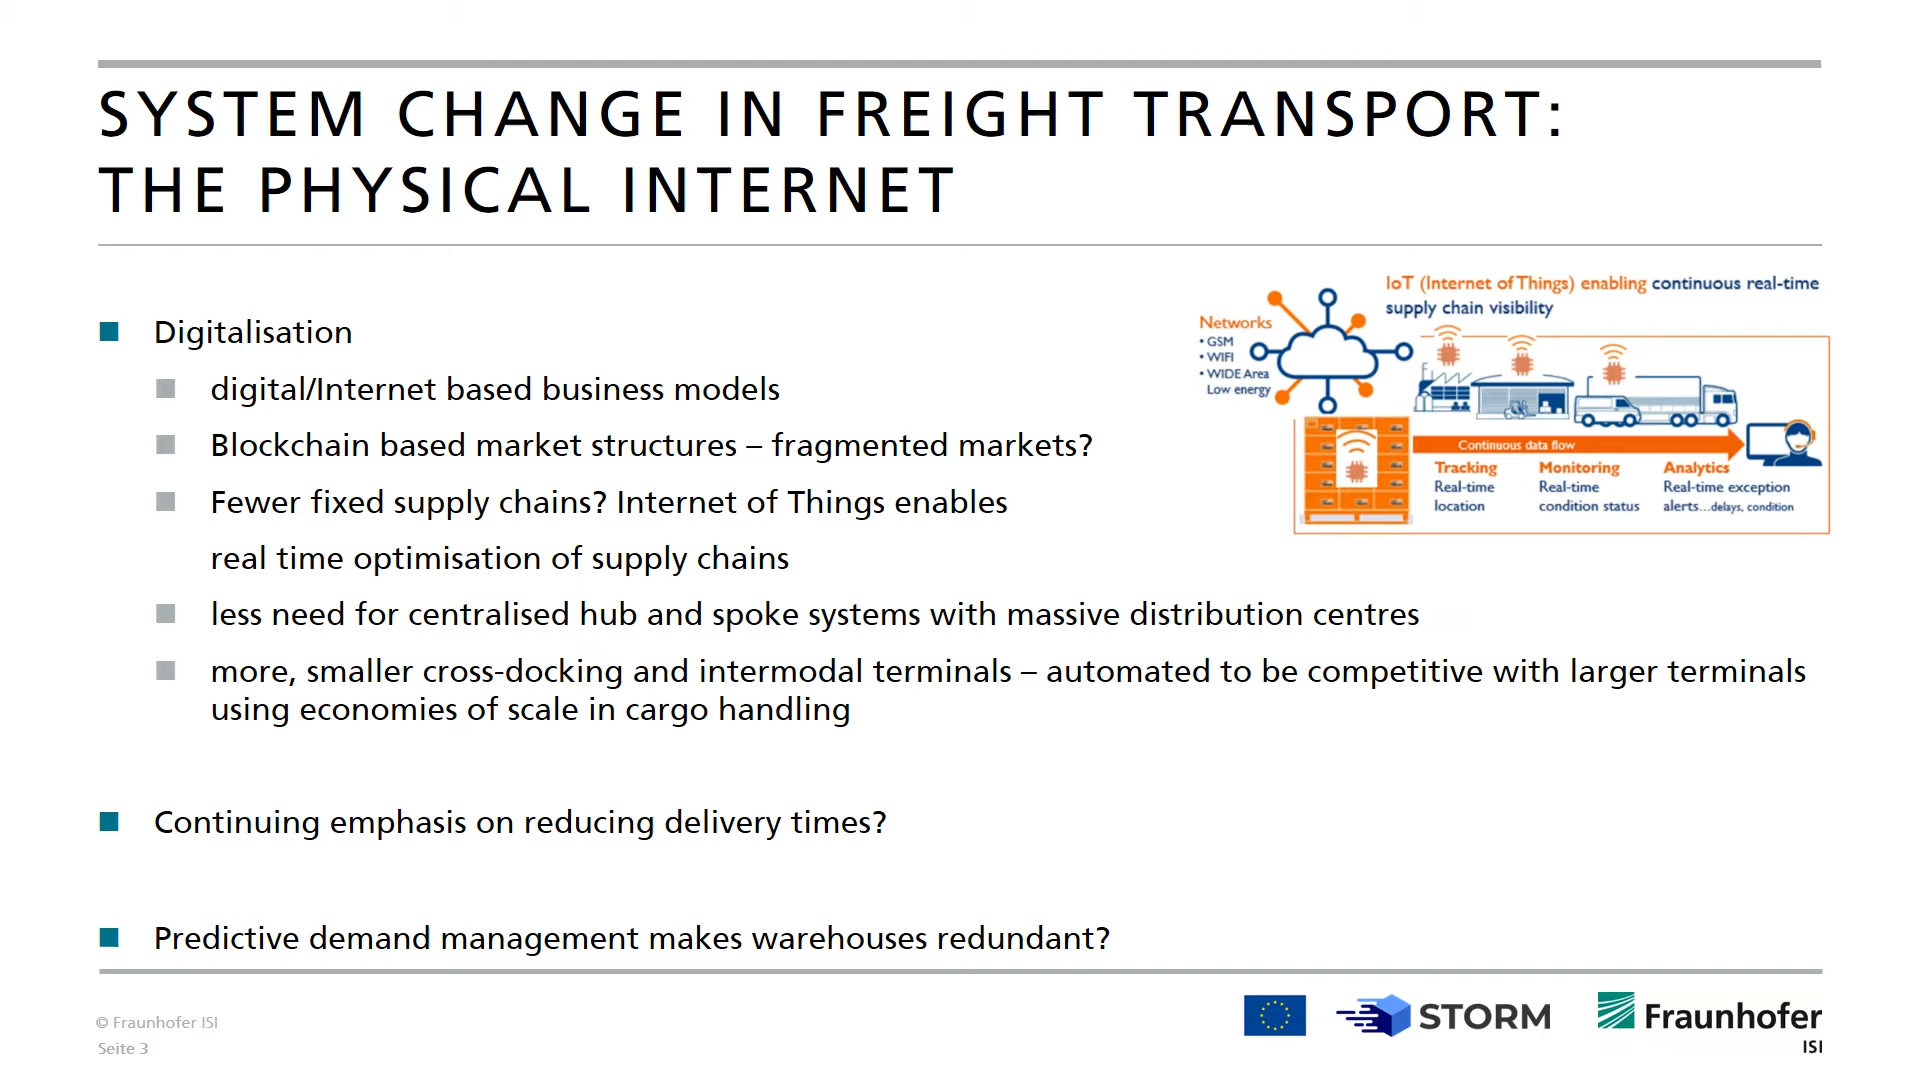 SYSTEM CHANGE IN FREIGHT TRANSPORT:
THE PHYSICAL INTERNET
Digitalisation
digital/Internet based business models
Blockchain based market structures – fragmented markets?
Fewer fixed supply chains? Internet of Things enables
real time optimisation of supply chains
less need for centralised hub and spoke systems with massive distribution centres
more, smaller cross-docking and intermodal terminals – automated to be competitive with larger terminals
using economies of scale in cargo handling
Continuing emphasis on reducing delivery times?
Predictive demand management makes warehouses redundant?
IoT (Internet of Things) enabling continuous real-time
supply chain visibility
Networks
• GSM
• WIFI
• WIDE Area
Low energy
Continuous data flow
Tracking
Real-time
location
Monitoring
Real-time
condition status
Analytics
Real-time exception
alerts...delays, condition
© Fraunhofer ISI
Seite 3
STORM
Fraunhofer
ISI